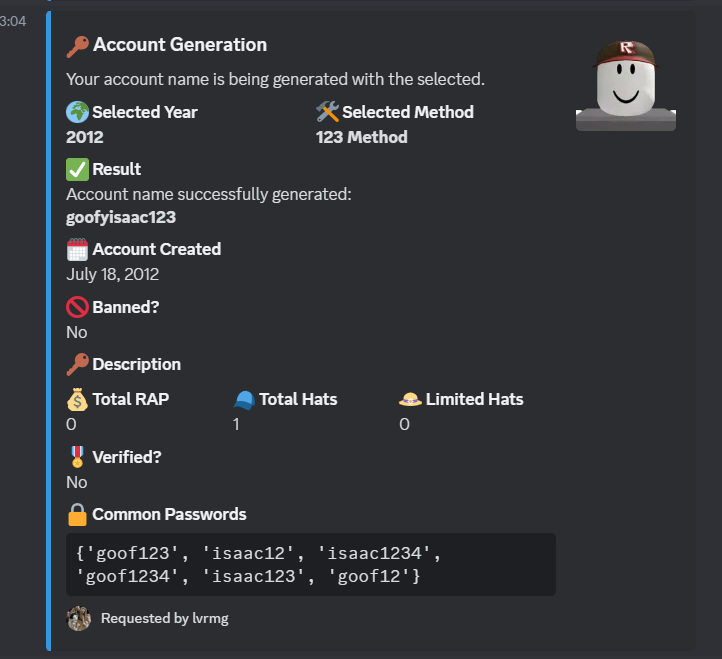 3:04
Account Generation
Your account name is being generated with the selected.
Selected Year Selected Method
2012 123 Method
Result
Account name successfully generated:
goofyisaac123
Account Created
July 18, 2012
Banned?
No
Description
Total RAP Total Hats Limited Hats
0 1 0
Verified?
No
Common Passwords
{'goof123', 'isaac12', 'isaac1234',
'goof1234', 'isaac123', 'goof12'}
Requested by lvrmg